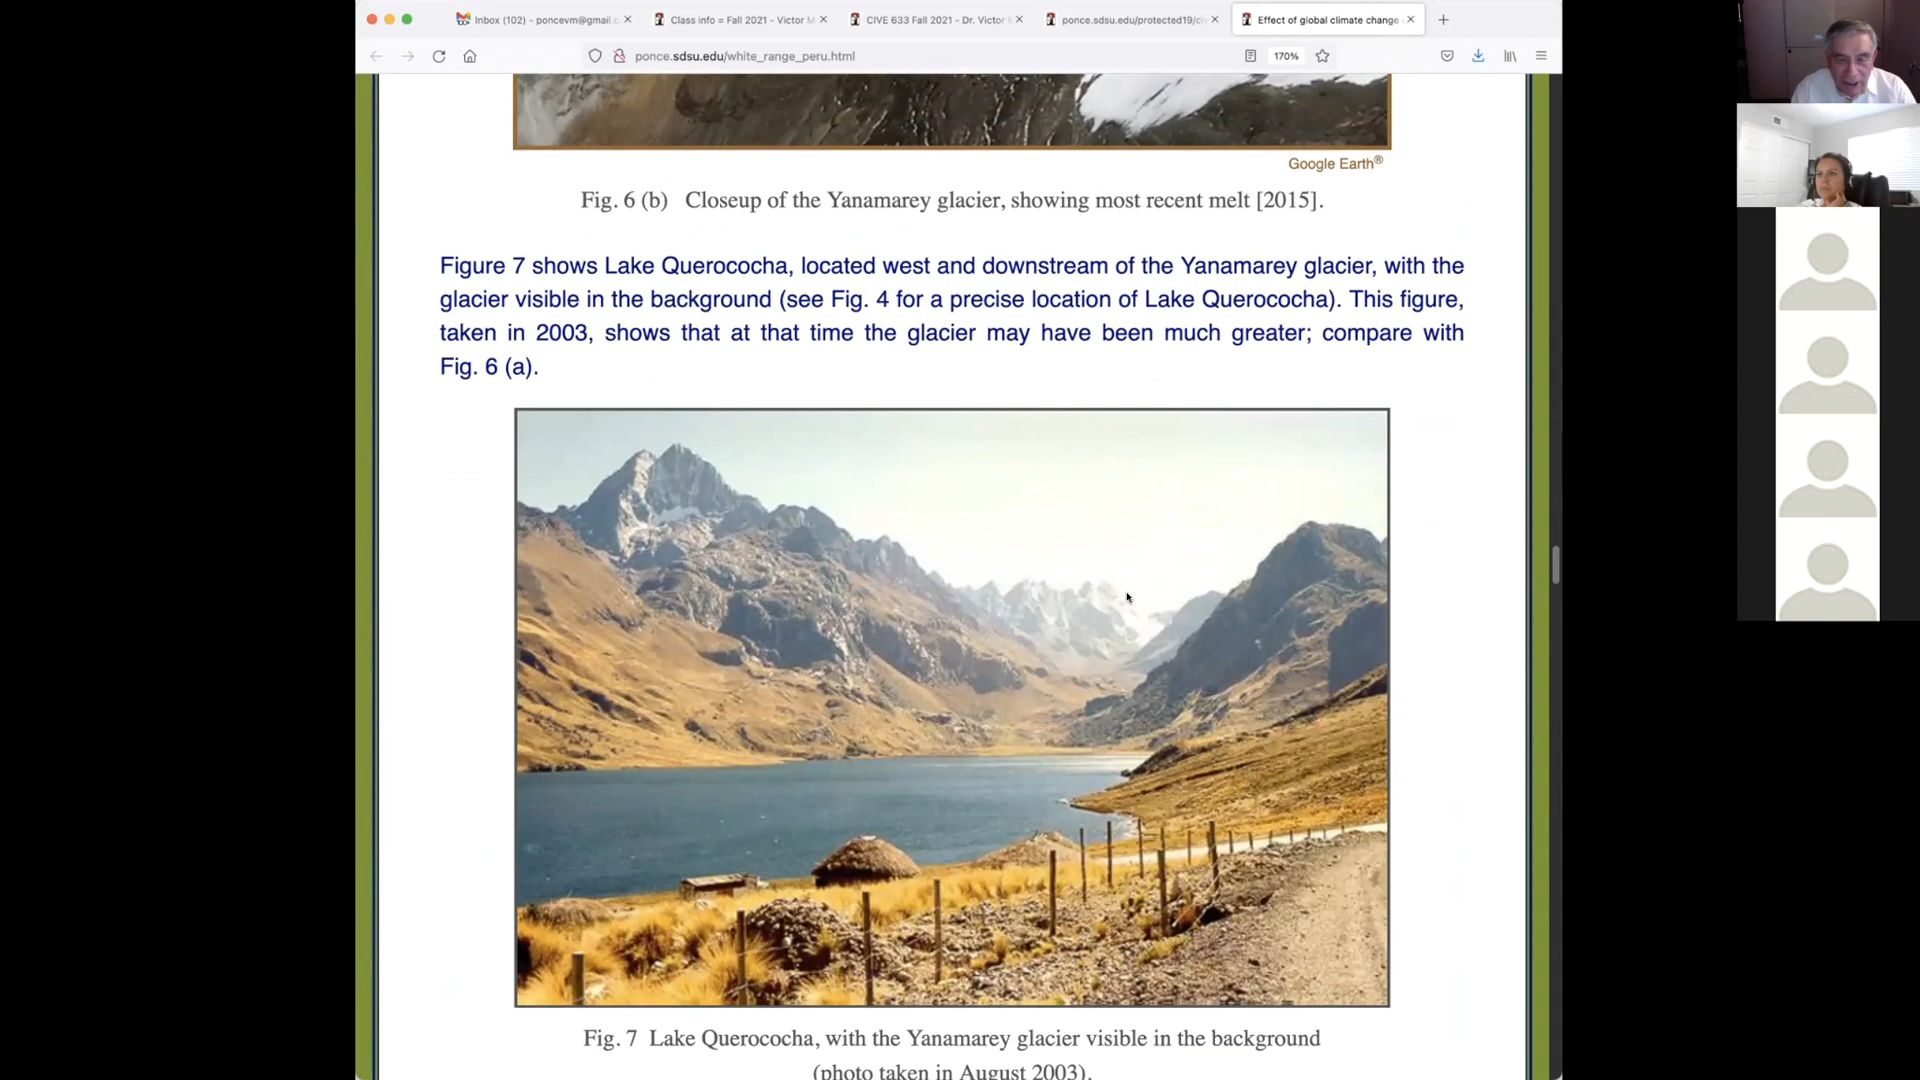 Inbox (102) - poncevm@gmail.c
Class info = Fall 2021 - Victor M
CIVE 633 Fall 2021 - Dr. Victor
ponce.sdsu.edu/protected19/civ
Effect of global climate change
ponce.sdsu.edu/white_range_peru.html
170%
Google Earth®
Fig. 6 (b) Closeup of the Yanamarey glacier, showing most recent melt [2015].
Figure 7 shows Lake Querococha, located west and downstream of the Yanamarey glacier, with the
glacier visible in the background (see Fig. 4 for a precise location of Lake Querococha). This figure,
taken in 2003, shows that at that time the glacier may have been much greater; compare with
Fig. 6 (a).
Fig. 7 Lake Querococha, with the Yanamarey glacier visible in the background
(photo taken in August 2003).